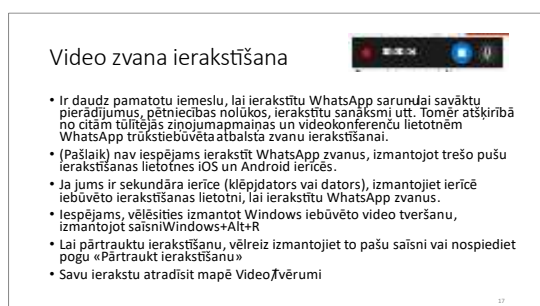 Video zvana ierakstīšana
• Ir daudz pamatotu iemeslu, lai ierakstītu WhatsApp sarunu-lai savāktu
pierādījumus, pētniecības nolūkos, ierakstītu sanāksmi utt. Tomēr atšķirībā
no citām tūlītējās ziņojumapmaiņas un videokonferenču lietotnēm
WhatsApp trūkstiebūvēta atbalsta zvanu ierakstīšanai.
• (Pašlaik) nav iespējams ierakstīt WhatsApp zvanus, izmantojot trešo pušu
ierakstīšanas lietotnes iOS un Android ierīcēs.
• Ja jums ir sekundāra ierīce (klēpjdators vai dators), izmantojiet ierīcē
iebūvēto ierakstīšanas lietotni, lai ierakstītu WhatsApp zvanus.
• Iespējams, vēlēsities izmantot Windows iebūvēto video tveršanu,
izmantojot saīsniWindows+Alt+R
• Lai pārtrauktu ierakstīšanu, vēlreiz izmantojiet to pašu saīsni vai nospiediet
pogu «Pārtraukt ierakstīšanu»
• Savu ierakstu atradīsit mapē Video/Tvērumi
17